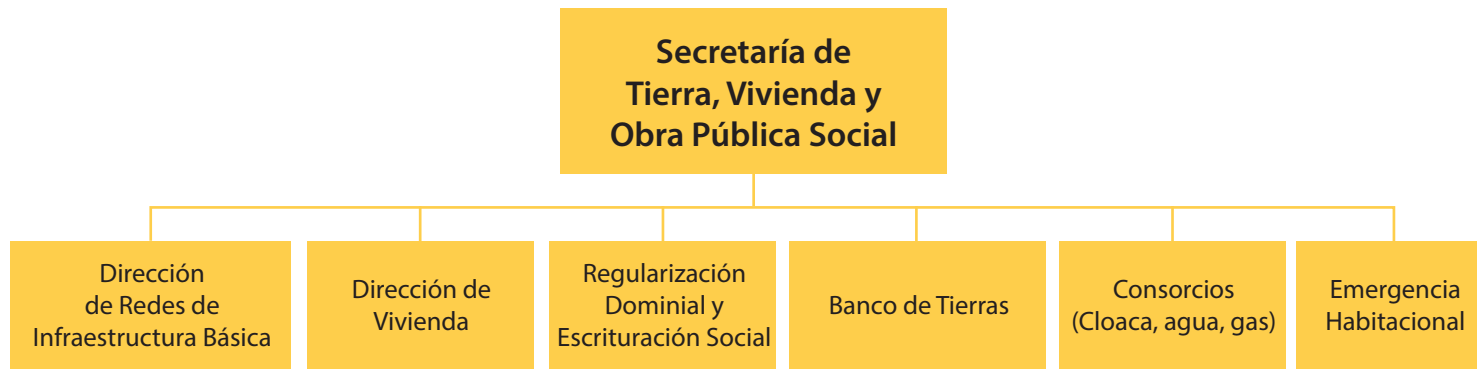 Secretaría de
Tierra, Vivienda y
Obra Pública Social
Dirección
de Redes de
Infraestructura Básica
Dirección de
Vivienda
Regularización
Dominial y
Escrituración Social
Banco de Tierras
Consorcios
(Cloaca, agua, gas)
Emergencia
Habitacional